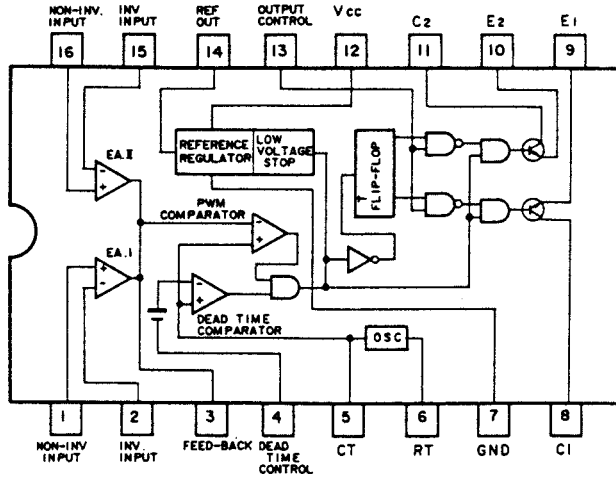 NON-INV.
INPUT
INV
INPUT
REF
OUT
OUTPUT
CONTROL
Vcc
C2
E2
E1
16
15
14
13
12
11
10
9
REFERENCE
REGULATOR
LOW
VOLTAGE
STOP
T
FLIP-FLOP
EA.II
-
+
PWM
COMPARATOR
-
+
EA.I
+
-
-
+
DEAD TIME
COMPARATOR
OSC
1
2
3
4
5
6
7
8
NON-INV
INPUT
INV.
INPUT
FEED-BACK
DEAD
TIME
CONTROL
CT
RT
GND
C1